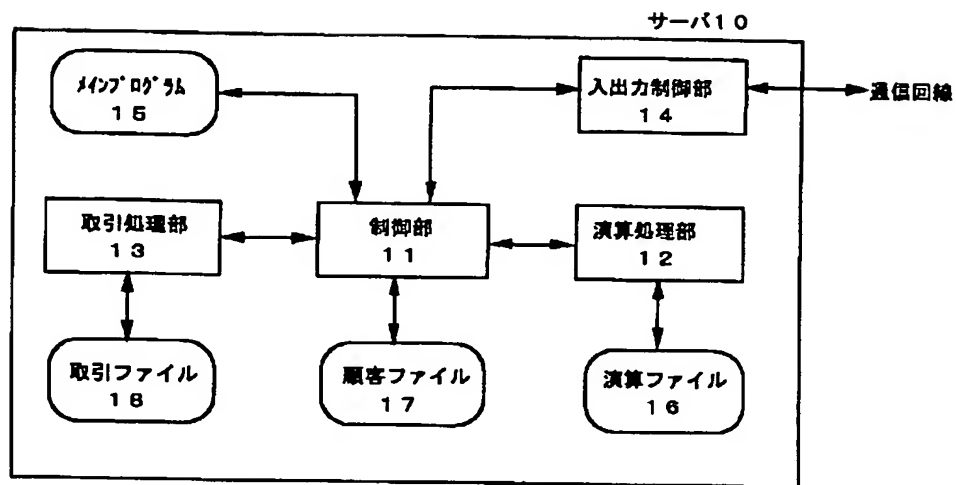 サーバ１０
メインプログラム
１５
入出力制御部
１４
通信回線
取引処理部
１３
制御部
１１
演算処理部
１２
取引ファイル
１８
顧客ファイル
１７
演算ファイル
１６